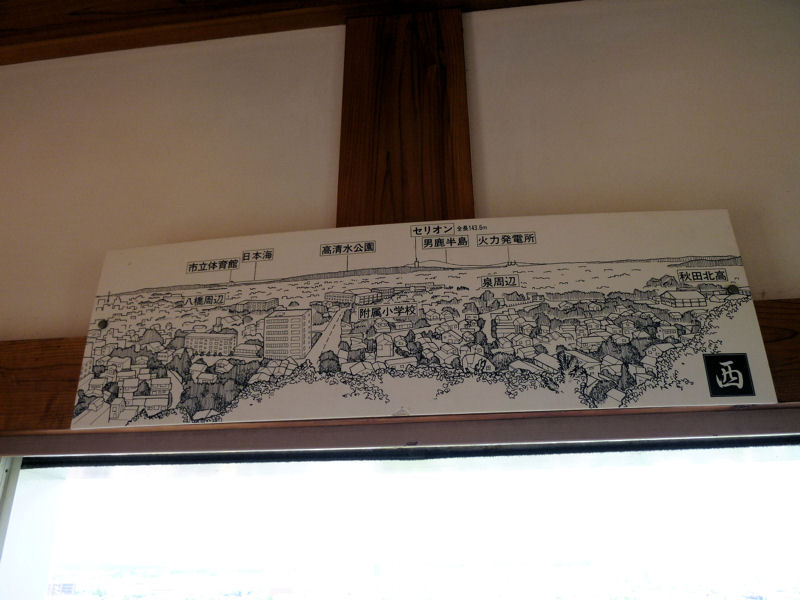 セリオン 全長143.6m
市立体育館
日本海
高清水公園
男鹿半島
火力発電所
八橋周辺
附属小学校
泉周辺
秋田北高
西